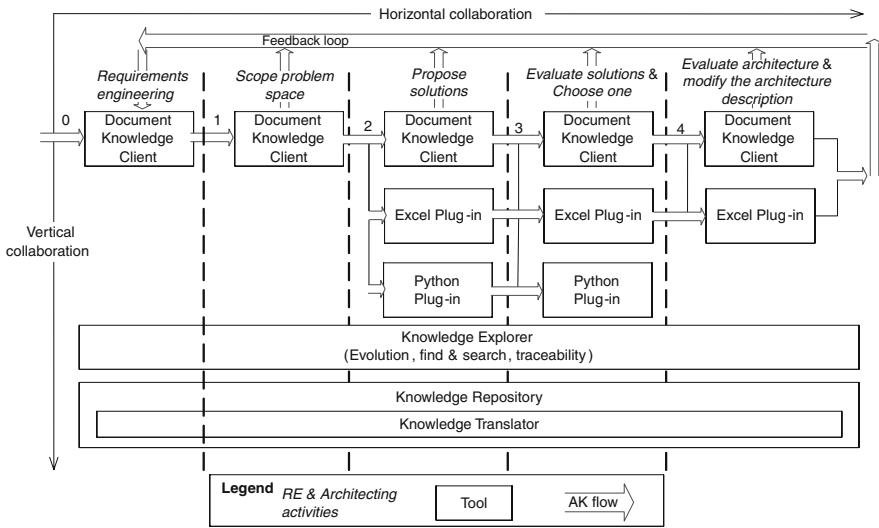 Horizontal collaboration
Feedback loop
Requirements
engineering
Scope problem
space
Propose
solutions
Evaluate solutions &
Choose one
Evaluate architecture &
modify the architecture
description
0
Document
Knowledge
Client
1
Document
Knowledge
Client
2
Document
Knowledge
Client
3
Document
Knowledge
Client
4
Document
Knowledge
Client
Vertical
collaboration
Excel Plug-in
Excel Plug-in
Excel Plug-in
Python
Plug-in
Python
Plug-in
Knowledge Explorer
(Evolution, find & search, traceability)
Knowledge Repository
Knowledge Translator
Legend
RE & Architecting
activities
Tool
AK flow